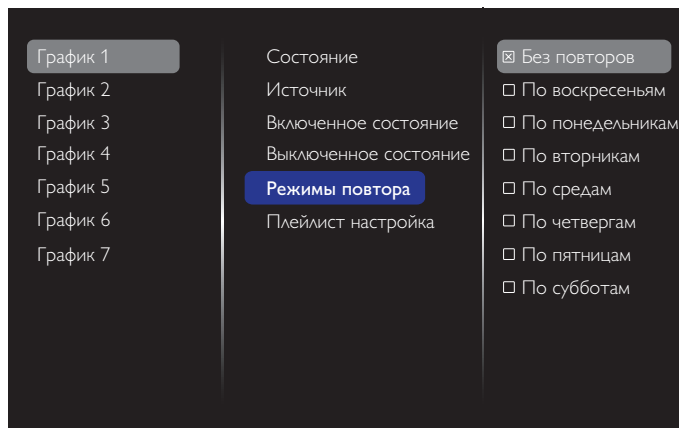 График 1
График 2
График 3
График 4
График 5
График 6
График 7
Состояние
Источник
Включенное состояние
Выключенное состояние
Режимы повтора
Плейлист настройка
Без повторов
По воскресеньям
По понедельникам
По вторникам
По средам
По четвергам
По пятницам
По субботам